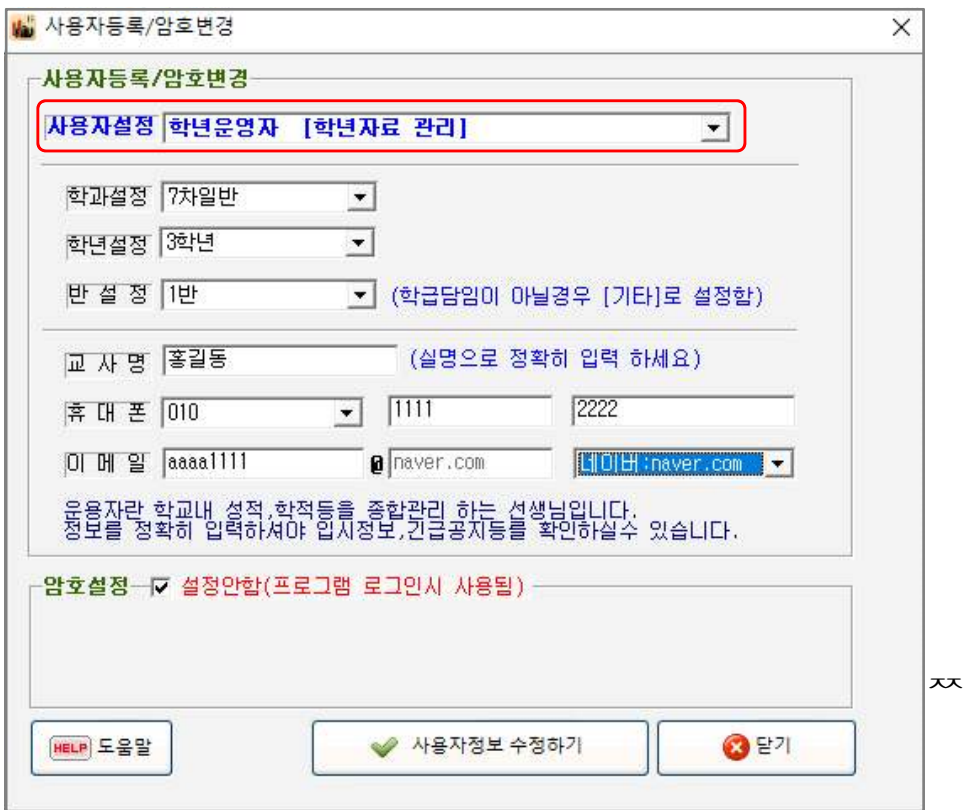 사용자등록/암호변경
사용자등록/암호변경
사용자설정 학년운영자 [학년자료 관리]
학과설정 7차일반
학년설정 3학년
반 설 정 1반 (학급담임이 아닐경우 [기타]로 설정함)
교 사 명 홍길동 (실명으로 정확히 입력 하세요)
휴 대 폰 010 1111 2222
이 메 일 aaaa1111 @ naver.com 네이버:naver.com
운용자란 학교내 성적,학적등을 종합관리 하는 선생님입니다.
정보를 정확히 입력하셔야 입시정보,긴급공지등을 확인하실수 있습니다.
암호설정 설정안함(프로그램 로그인시 사용됨)
HELP 도움말 사용자정보 수정하기 닫기